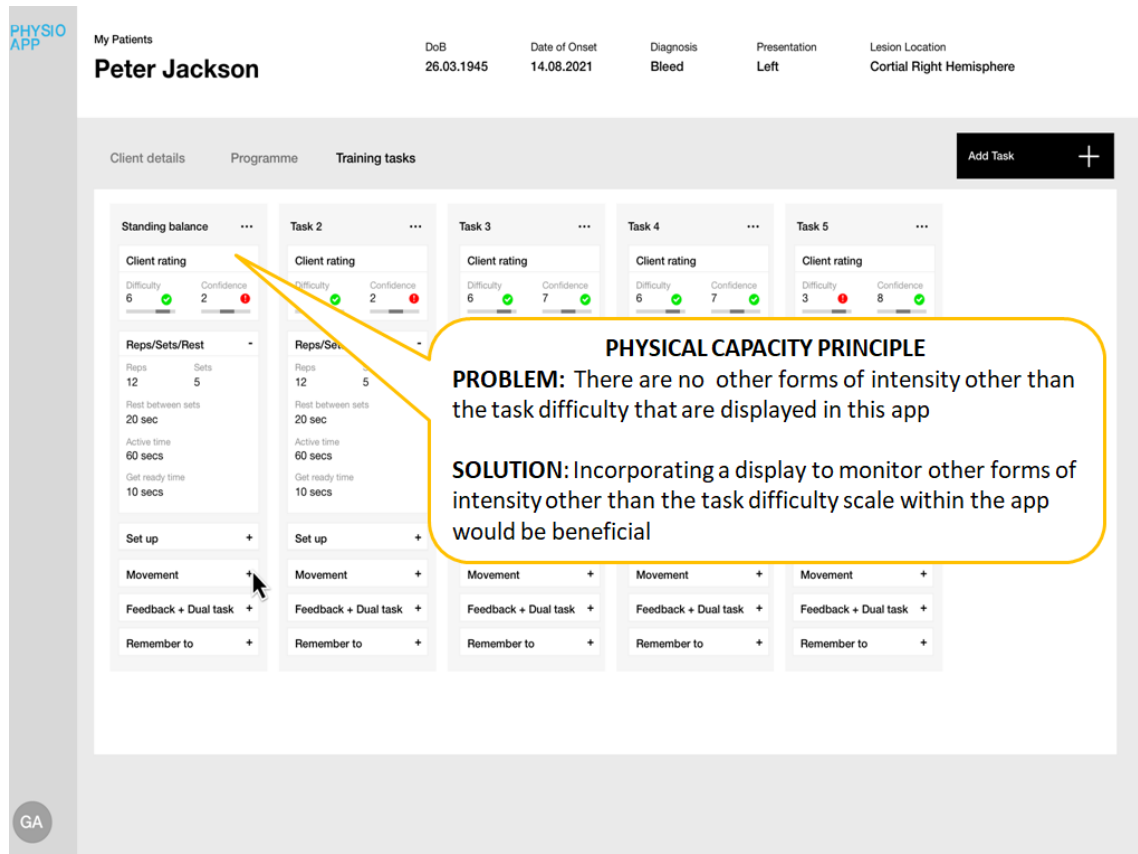 PHYSIO
APP
My Patients
Peter Jackson
DoB Date of Onset Diagnosis Presentation Lesion Location
26.03.1945 14.08.2021 Bleed Left Cortial Right Hemisphere
Client details Programme Training tasks
Add Task +
Standing balance ... Task 2 ... Task 3 ... Task 4 ... Task 5 ...
Client rating Client rating Client rating Client rating Client rating
Difficulty Confidence Difficulty Confidence Difficulty Confidence Difficulty Confidence Difficulty Confidence
6 2 2 6 7 6 7 3 8
Reps/Sets/Rest - -
Reps Sets Reps
12 5 12 5
Rest between sets Rest between sets
20 sec 20 sec
Active time Active time
60 secs 60 secs
Get ready time Get ready time
10 secs 10 secs
PHYSICAL CAPACITY PRINCIPLE
PROBLEM: There are no other forms of intensity other than
the task difficulty that are displayed in this app
SOLUTION: Incorporating a display to monitor other forms of
intensity other than the task difficulty scale within the app
would be beneficial
Set up + Set up +
Movement + Movement + Movement + Movement + Movement +
Feedback + Dual task + Feedback + Dual task + Feedback + Dual task + Feedback + Dual task + Feedback + Dual task +
Remember to + Remember to + Remember to + Remember to + Remember to +
GA